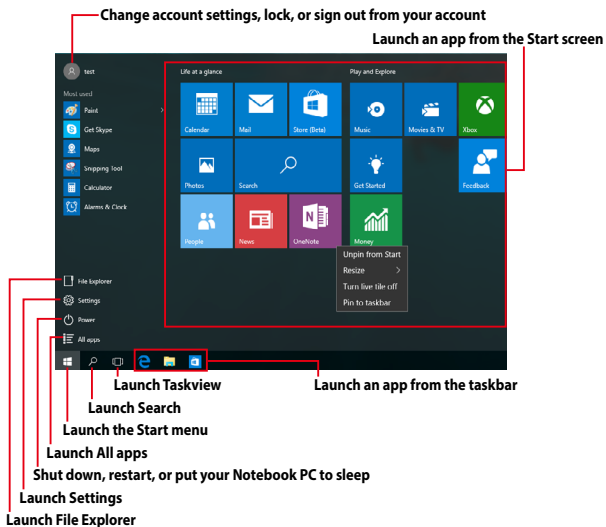 Change account settings, lock, or sign out from your account
Launch an app from the Start screen
test
Life at a glance
Play and Explore
Most used
Paint
Get Skype
Maps
Snipping Tool
Calculator
Alarms & Clock
Calendar
Mail
Store (Beta)
Music
Movies & TV
Xbox
Photos
Search
Get Started
Feedback
People
News
OneNote
Money
N
Unpin from Start
Resize
Turn live tile off
Pin to taskbar
File Explorer
Settings
Power
All apps
Launch Taskview
Launch an app from the taskbar
Launch Search
Launch the Start menu
Launch All apps
Shut down, restart, or put your Notebook PC to sleep
Launch Settings
Launch File Explorer